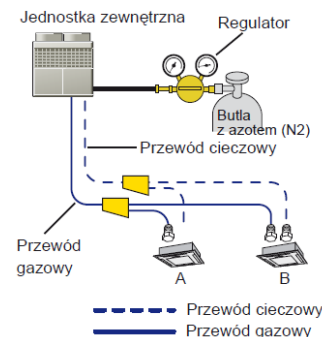 Jednostka zewnętrzna
Regulator
Butla
z azotem (N2)
Przewód cieczowy
Przewód
gazowy
A
B
Przewód cieczowy
Przewód gazowy